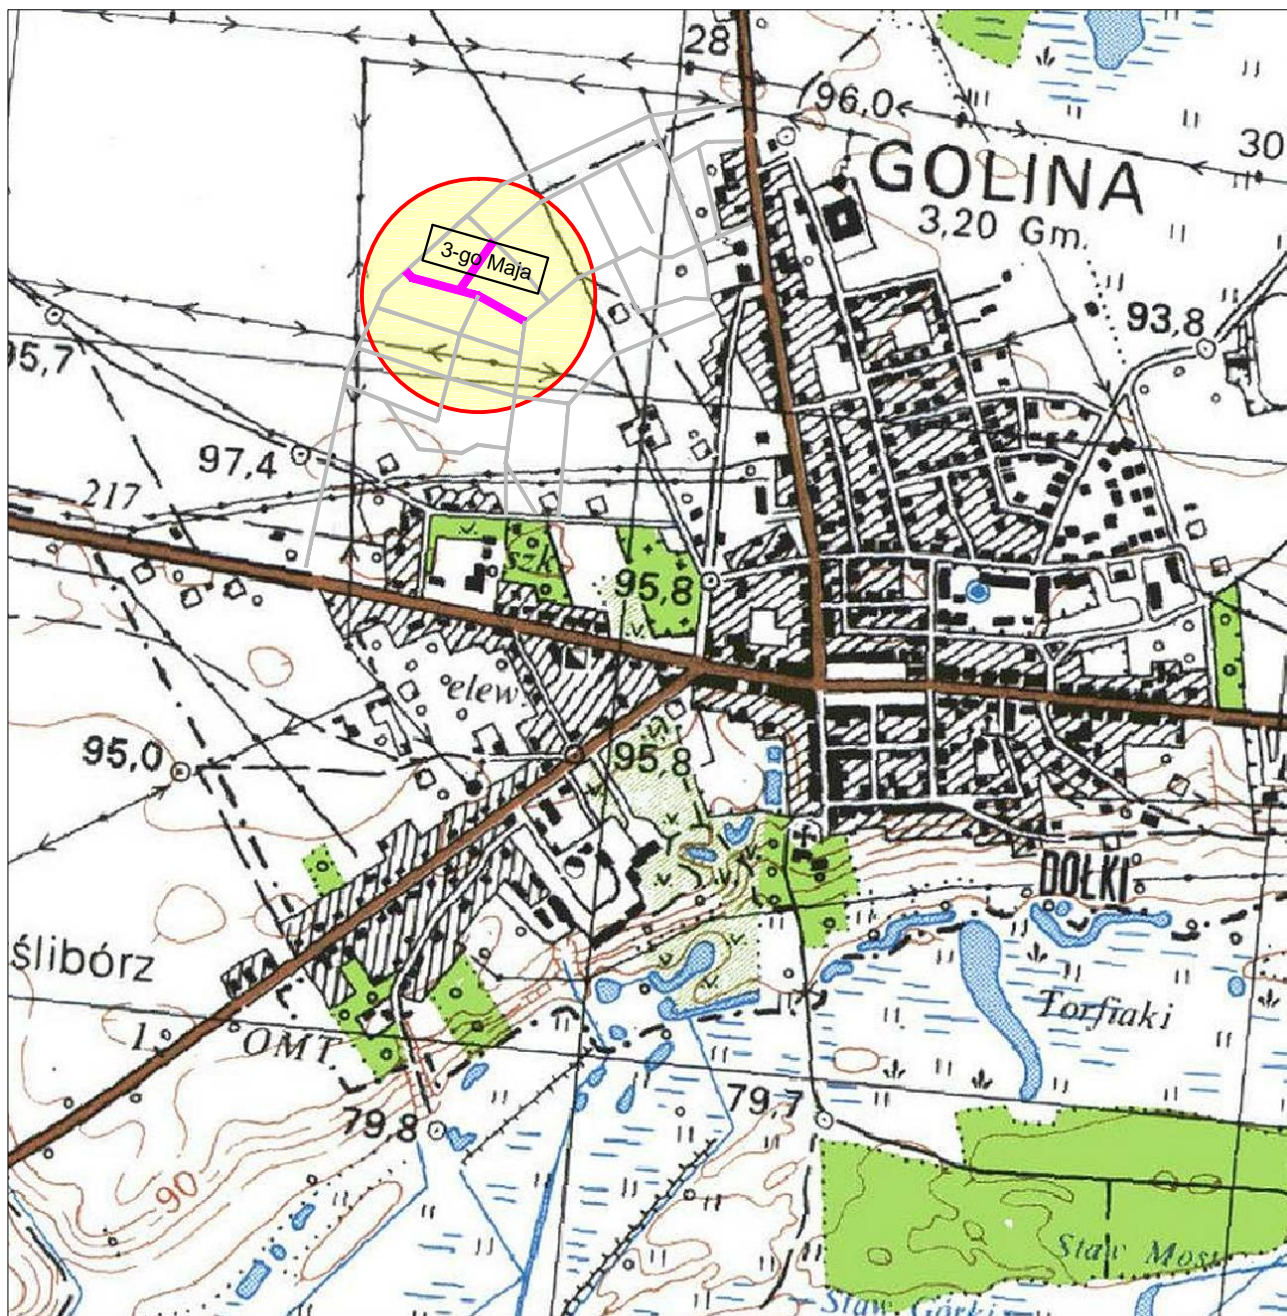 28
96,0
30
GOLINA
3,20 Gm.
3-go Maja
93,8
95,7
97,4
217
szk.
95,8
elew.
95,0
95,8
DOŁKI
ślibórz
Torfiaki
OMT
79,7
79,8
90
Staw Most
Staw Górki